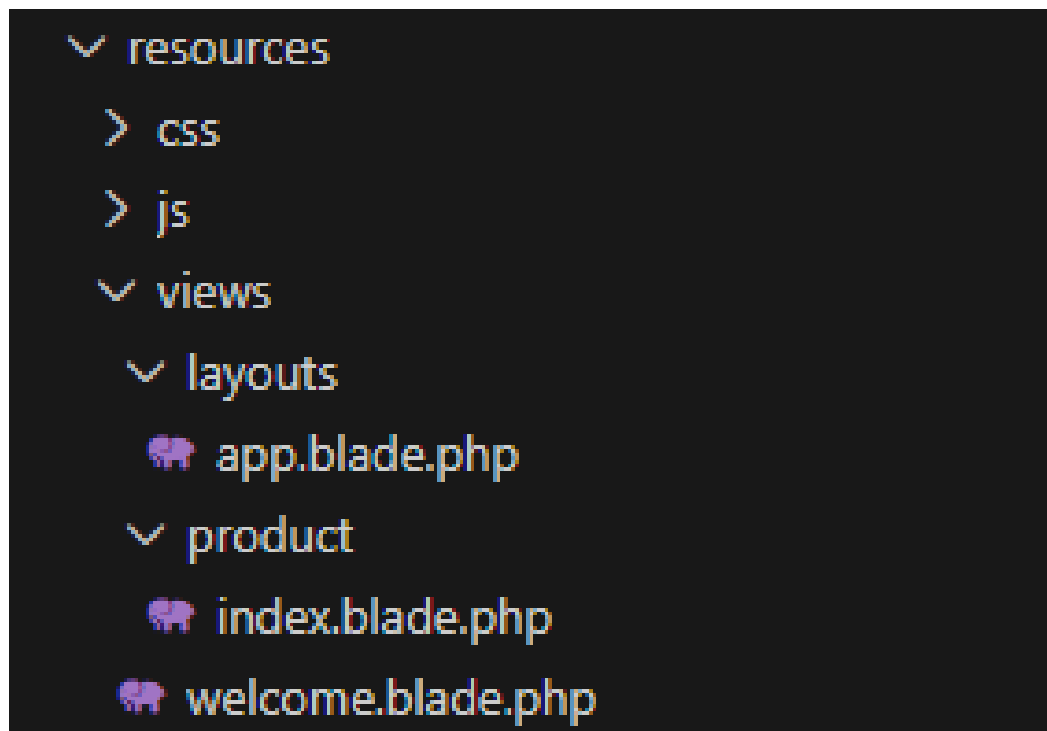 resources
css
js
views
layouts
app.blade.php
product
index.blade.php
welcome.blade.php